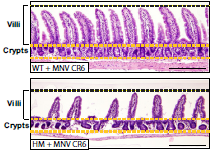 Villi
Crypts
WT + MNV CR6
Villi
Crypts
HM + MNV CR6